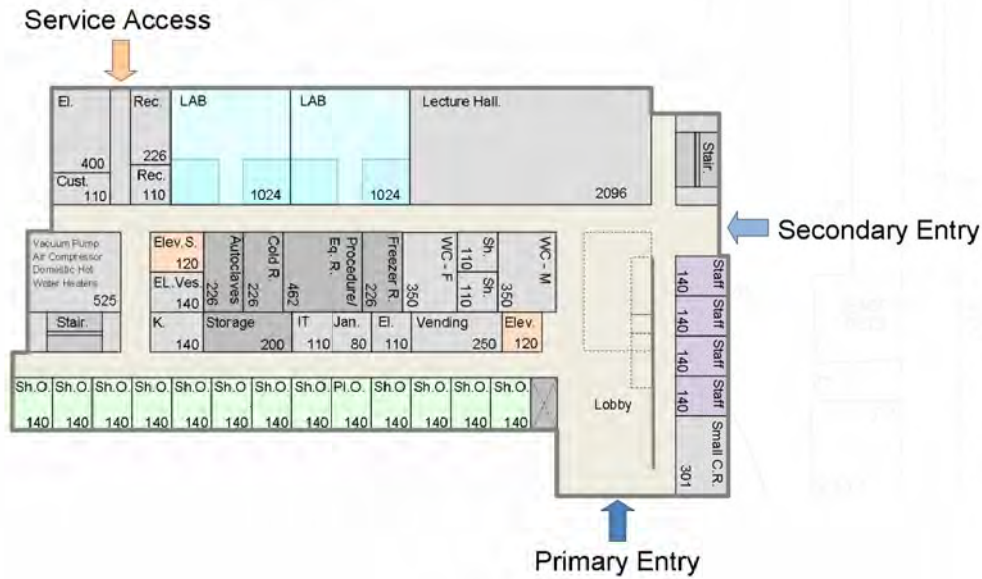 Service Access
El.
Rec.
LAB
LAB
Lecture Hall.
400
226
Cust.
110
Rec.
110
1024
1024
2096
Stair.
Secondary Entry
Vacuum Pump
Air Compressor
Domestic Hot
Water Heaters
525
Elev.S.
120
EL.Ves.
140
Autoclaves
226
Cold R.
226
Procedure/
Eq. R.
462
Freezer R.
226
WC - F
350
Sh.
110
Sh.
110
WC - M
350
Staff
140
Staff
140
Staff
140
Staff
140
Stair.
K.
140
Storage
200
IT
110
Jan.
80
El.
110
Vending
250
Elev.
120
Sh.O. Sh.O. Sh.O. Sh.O. Sh.O. Sh.O. Sh.O. Sh.O. Pl.O. Sh.O Sh.O. Sh.O. Sh.O.
140 140 140 140 140 140 140 140 140 140 140 140 140
Lobby
Small C.R.
301
Primary Entry